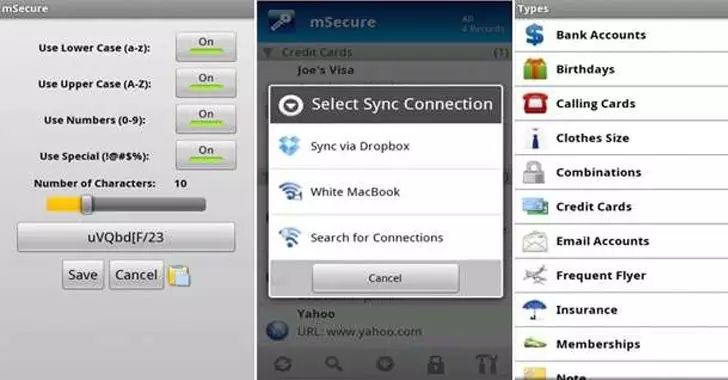 mSecure
Use Lower Case (a-z):
On
Use Upper Case (A-Z):
On
Use Numbers (0-9):
On
Use Special (!@#$%):
On
Number of Characters: 10
uVQbd[F/23
Save
Cancel
mSecure
All
4 Records
Credit Cards
(1)
Joe's Visa
Select Sync Connection
Sync via Dropbox
White MacBook
Search for Connections
Cancel
Yahoo
URL: www.yahoo.com
Types
Bank Accounts
Birthdays
Calling Cards
Clothes Size
Combinations
Credit Cards
Email Accounts
Frequent Flyer
Insurance
Memberships
Note